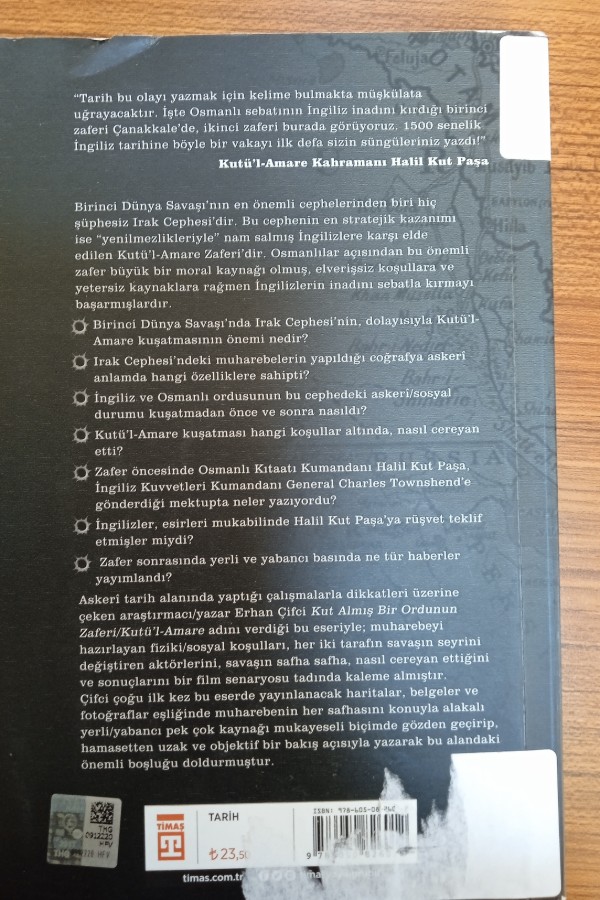 Feluja
"Tarih bu olayı yazmak için kelime bulmakta müşkülata
uğrayacaktır. İşte Osmanlı sebatının İngiliz inadını kırdığı birinci
zaferi Çanakkale'de, ikinci zaferi burada görüyoruz. 1500 senelik
İngiliz tarihine böyle bir vakayı ilk defa sizin süngüleriniz yazdı!"
Kutü'l-Amare Kahramanı Halil Kut Paşa
Hilla
Kufa
Birinci Dünya Savaşı'nın en önemli cephelerinden biri hiç
şüphesiz Irak Cephesi'dir. Bu cephenin en stratejik kazanımı
ise "yenilmezlikleriyle" nam salmış İngilizlere karşı elde
edilen Kutü'l-Amare Zaferi'dir. Osmanlılar açısından bu önemli
zafer büyük bir moral kaynağı olmuş, elverişsiz koşullara ve
yetersiz kaynaklara rağmen İngilizlerin inadını sebatla kırmayı
başarmışlardır.
Birinci Dünya Savaşı'nda Irak Cephesi'nin, dolayısıyla Kutü'l-
Amare kuşatmasının önemi nedir?
Irak Cephesi'ndeki muharebelerin yapıldığı coğrafya askerî
anlamda hangi özelliklere sahipti?
İngiliz ve Osmanlı ordusunun bu cephedeki askeri/sosyal
durumu kuşatmadan önce ve sonra nasıldı?
Kutü'l-Amare kuşatması hangi koşullar altında, nasıl cereyan
etti?
Zafer öncesinde Osmanlı Kıtaatı Kumandanı Halil Kut Paşa,
İngiliz Kuvvetleri Kumandanı General Charles Townshend'e
gönderdiği mektupta neler yazıyordu?
İngilizler, esirleri mukabilinde Halil Kut Paşa'ya rüşvet teklif
etmişler miydi?
Zafer sonrasında yerli ve yabancı basında ne tür haberler
yayımlandı?
Askerî tarih alanında yaptığı çalışmalarla dikkatleri üzerine
çeken araştırmacı/yazar Erhan Çifci Kut Almış Bir Ordunun
Zaferi/Kutü'l-Amare adını verdiği bu eseriyle; muharebeyi
hazırlayan fiziki/sosyal koşulları, her iki tarafın savaşın seyrini
değiştiren aktörlerini, savaşın safha safha, nasıl cereyan ettiğini
ve sonuçlarını bir film senaryosu tadında kaleme almıştır.
Çifci çoğu ilk kez bu eserde yayınlanacak haritalar, belgeler ve
fotoğraflar eşliğinde muharebenin her safhasını konuyla alakalı
yerli/yabancı pek çok kaynağı mukayeseli biçimde gözden geçirip,
hamasetten uzak ve objektif bir bakış açısıyla yazarak bu alandaki
önemli boşluğu doldurmuştur.
THG
0912220
TİMAŞ
TARİH
₺23,50
ISBN: 978-605-08
timas.com.tr